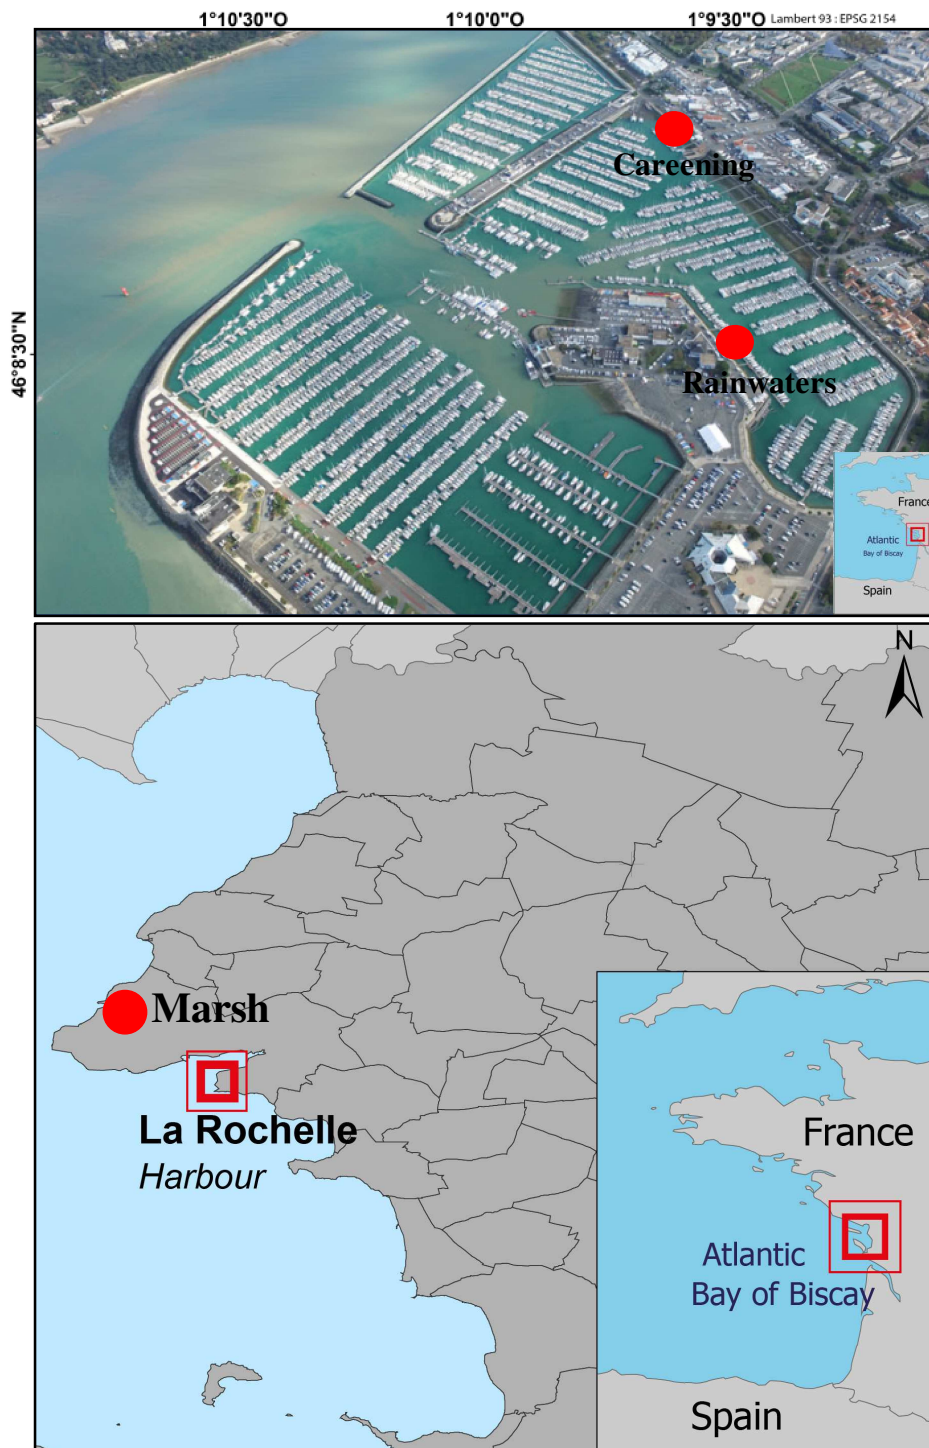 1°10'30"O
1°10'0"O
1°9'30"O
Lambert 93 : EPSG 2154
46°8'30"N
Careening
Rainwaters
France
Atlantic
Bay of Biscay
Spain
N
Marsh
La Rochelle
Harbour
France
Atlantic
Bay of Biscay
Spain